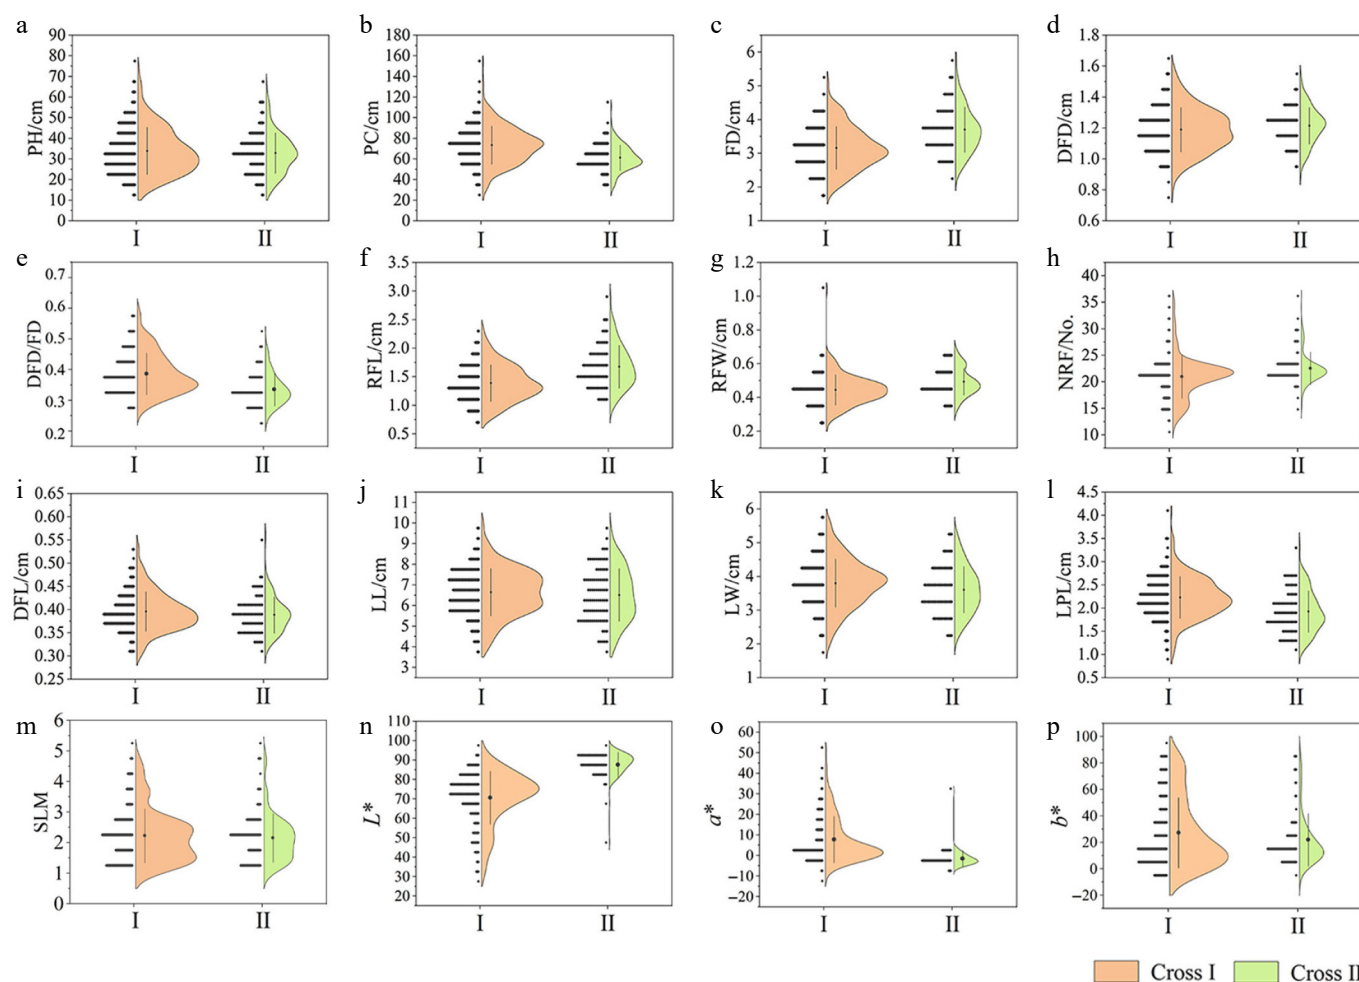 a
PH/cm
90
80
70
60
50
40
30
20
10
0
I II
b
PC/cm
180
160
140
120
100
80
60
40
20
0
I II
c
FD/cm
6
5
4
3
2
1
I II
d
DFD/cm
1.8
1.6
1.4
1.2
1.0
0.8
0.6
I II
e
DFD/FD
0.7
0.6
0.5
0.4
0.3
0.2
I II
f
RFL/cm
3.5
3.0
2.5
2.0
1.5
1.0
0.5
I II
g
RFW/cm
1.2
1.0
0.8
0.6
0.4
0.2
I II
h
NRF/No.
40
35
30
25
20
15
10
I II
i
DFL/cm
0.65
0.60
0.55
0.50
0.45
0.40
0.35
0.30
0.25
I II
j
LL/cm
11
10
9
8
7
6
5
4
3
I II
k
LW/cm
6
5
4
3
2
1
I II
l
LPL/cm
4.5
4.0
3.5
3.0
2.5
2.0
1.5
1.0
0.5
I II
m
SLM
6
5
4
3
2
1
0
I II
n
L*
110
100
90
80
70
60
50
40
30
20
I II
o
a*
60
50
40
30
20
10
0
−10
−20
I II
p
b*
100
80
60
40
20
0
−20
I II
Cross I Cross II